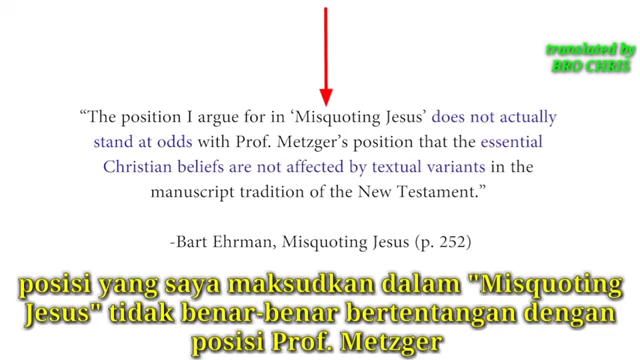 translated by
BRO CHRIS
“The position I argue for in ‘Misquoting Jesus’ does not actually
stand at odds with Prof. Metzger’s position that the essential
Christian beliefs are not affected by textual variants in the
manuscript tradition of the New Testament.”
-Bart Ehrman, Misquoting Jesus (p. 252)
posisi yang saya maksudkan dalam "Misquoting
Jesus" tidak benar-benar bertentangan dengan
posisi Prof. Metzger